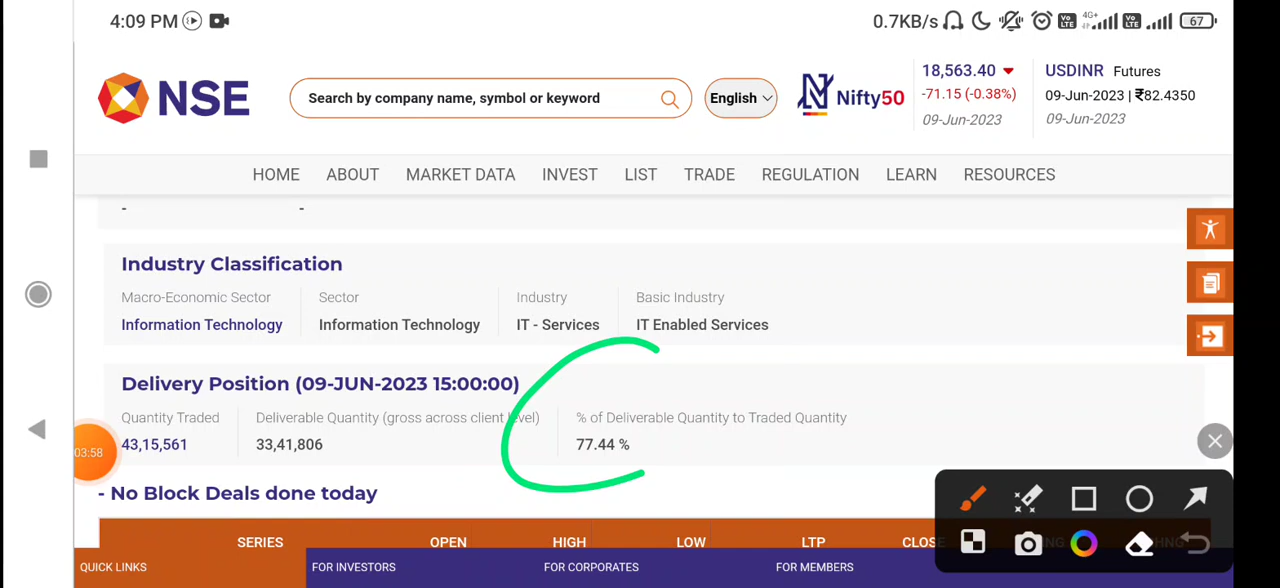 4:09 PM 0.7KB/s Vo LTE 4G+ Vo LTE 67
NSE
Search by company name, symbol or keyword
English
Nifty50
18,563.40
-71.15 (-0.38%)
09-Jun-2023
USDINR Futures
09-Jun-2023 | ₹82.4350
09-Jun-2023
HOME ABOUT MARKET DATA INVEST LIST TRADE REGULATION LEARN RESOURCES
- -
Industry Classification
Macro-Economic Sector Sector Industry Basic Industry
Information Technology Information Technology IT - Services IT Enabled Services
Delivery Position (09-JUN-2023 15:00:00)
Quantity Traded Deliverable Quantity (gross across client level) % of Deliverable Quantity to Traded Quantity
43,15,561 33,41,806 77.44 %
03:58
- No Block Deals done today
SERIES OPEN HIGH LOW LTP CLOSE
QUICK LINKS FOR INVESTORS FOR CORPORATES FOR MEMBERS